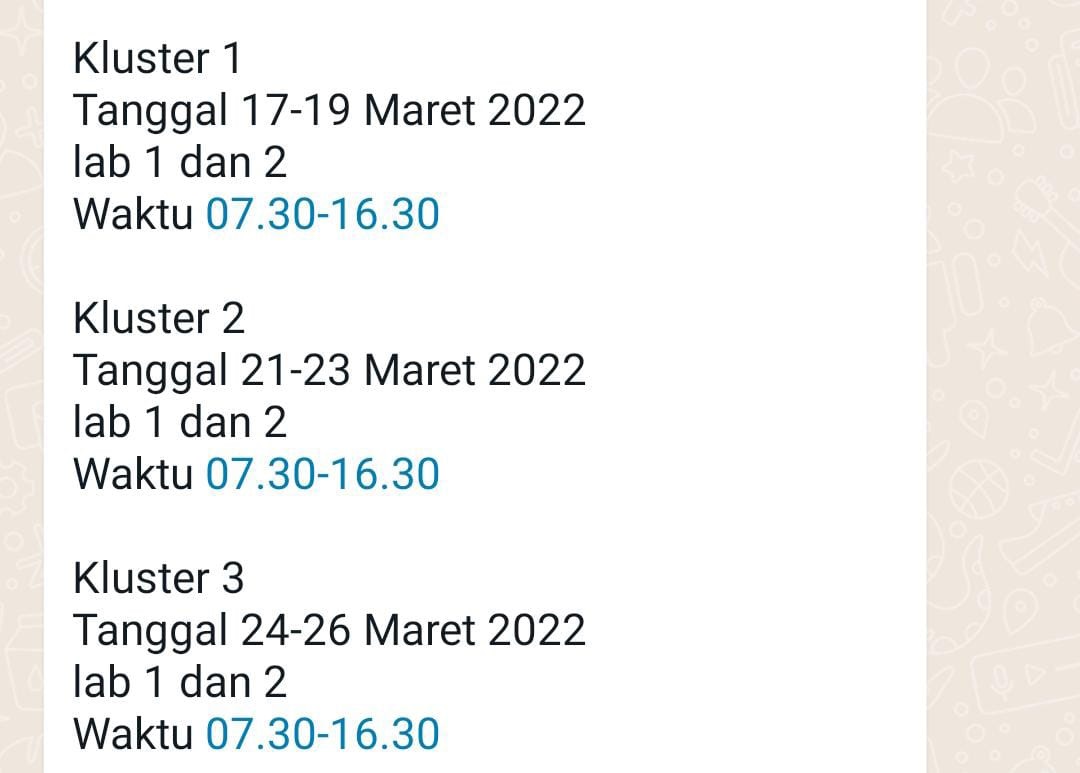 Kluster 1
Tanggal 17-19 Maret 2022
lab 1 dan 2
Waktu 07.30-16.30
Kluster 2
Tanggal 21-23 Maret 2022
lab 1 dan 2
Waktu 07.30-16.30
Kluster 3
Tanggal 24-26 Maret 2022
lab 1 dan 2
Waktu 07.30-16.30